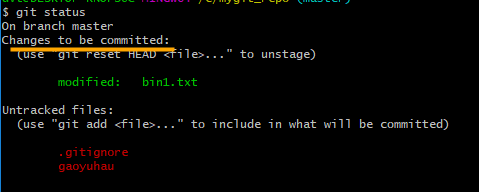 $ git status
On branch master
Changes to be committed:
(use "git reset HEAD <file>..." to unstage)
modified: bin1.txt
Untracked files:
(use "git add <file>..." to include in what will be committed)
.gitignore
gaoyuhau